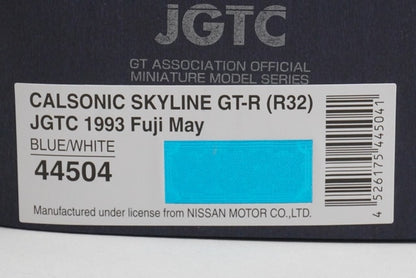 JGTC
GT ASSOCIATION OFFICIAL
MINIATURE MODEL SERIES
CALSONIC SKYLINE GT-R (R32)
JGTC 1993 Fuji May
BLUE/WHITE
44504
Manufactured under license from NISSAN MOTOR CO.,LTD.
4 526175 445041